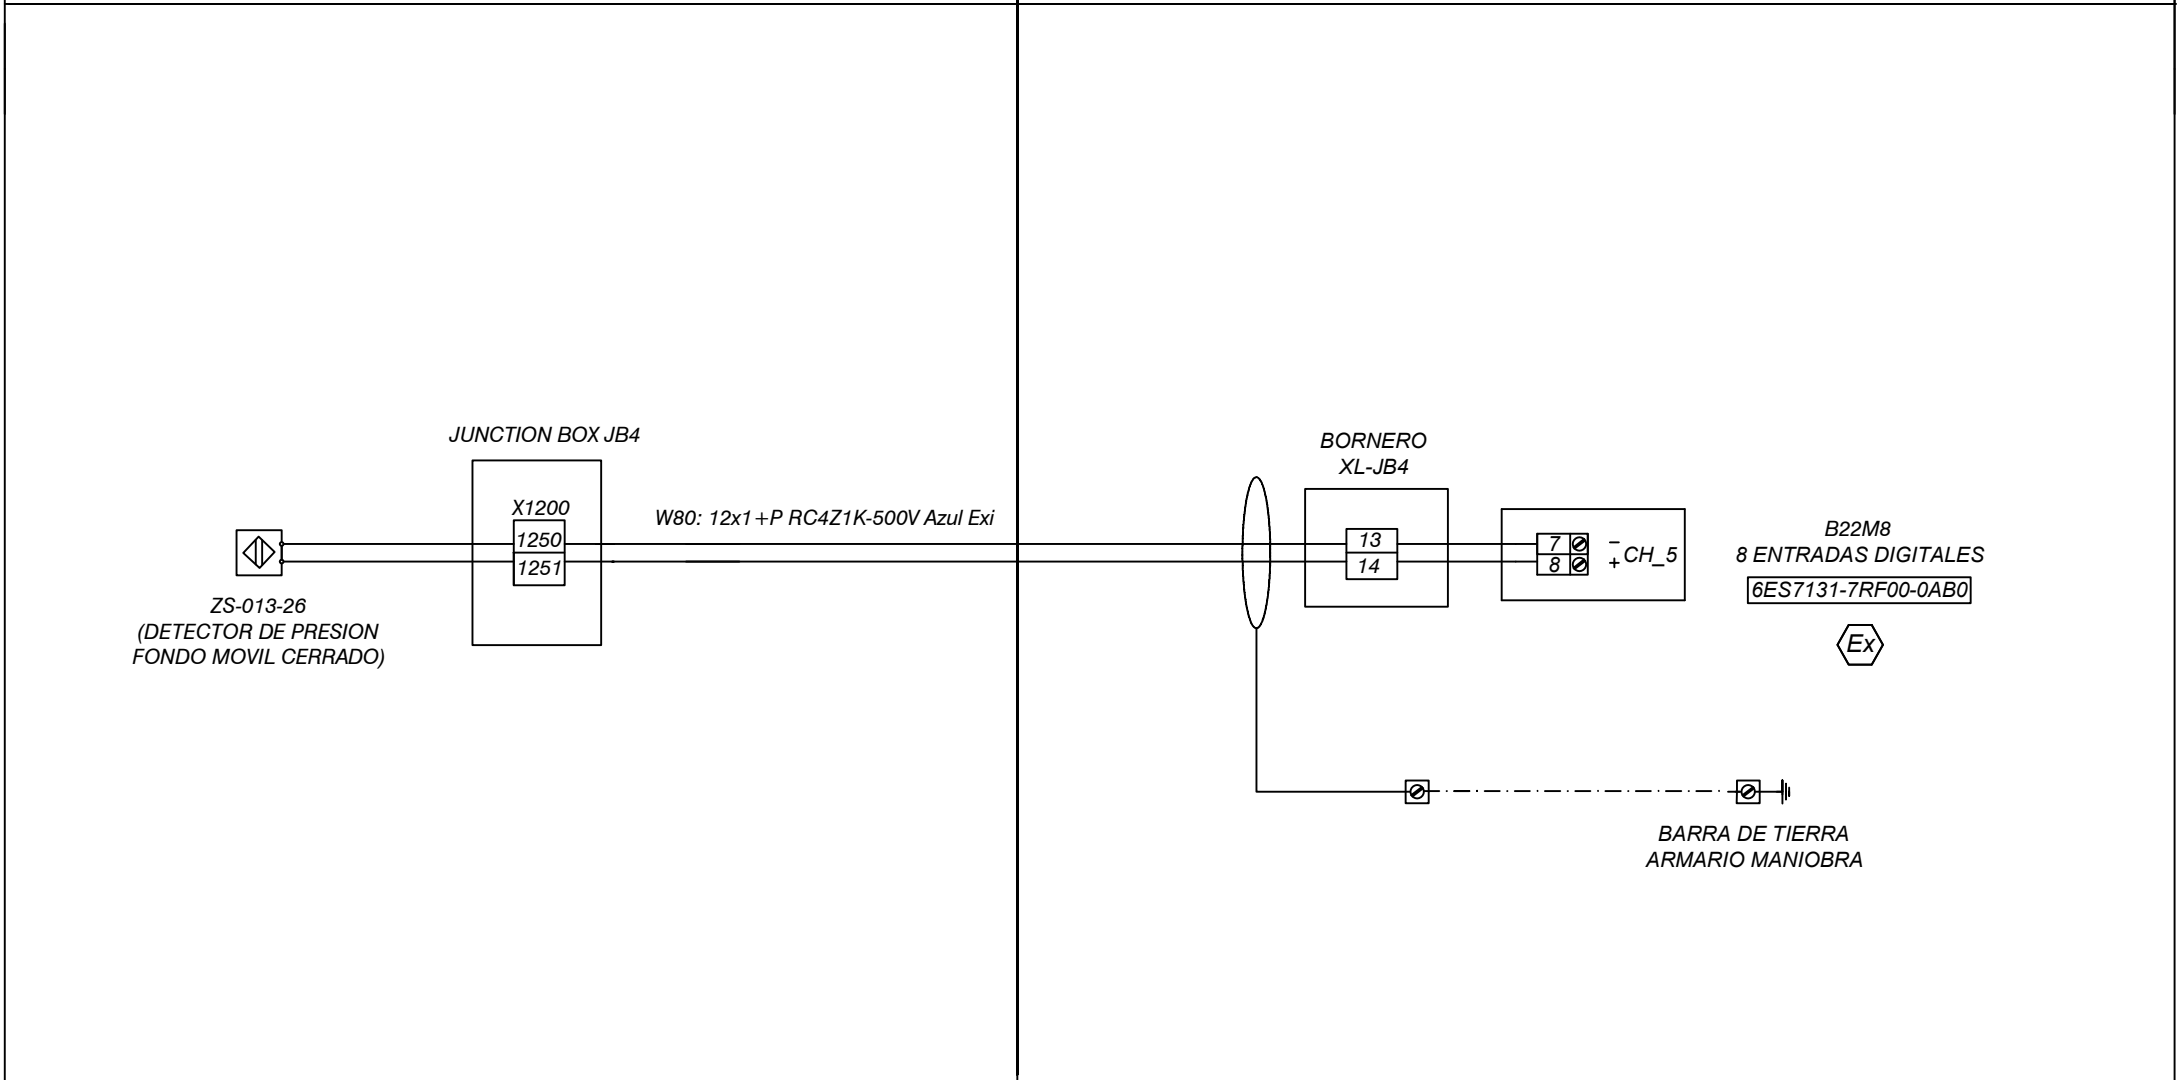 JUNCTION BOX JB4
X1200
1250
1251
W80: 12x1+P RC4Z1K-500V Azul Exi
ZS-013-26
(DETECTOR DE PRESION
FONDO MOVIL CERRADO)
BORNERO
XL-JB4
13
14
7
8
−
+
CH_5
B22M8
8 ENTRADAS DIGITALES
6ES7131-7RF00-0AB0
Ex
BARRA DE TIERRA
ARMARIO MANIOBRA